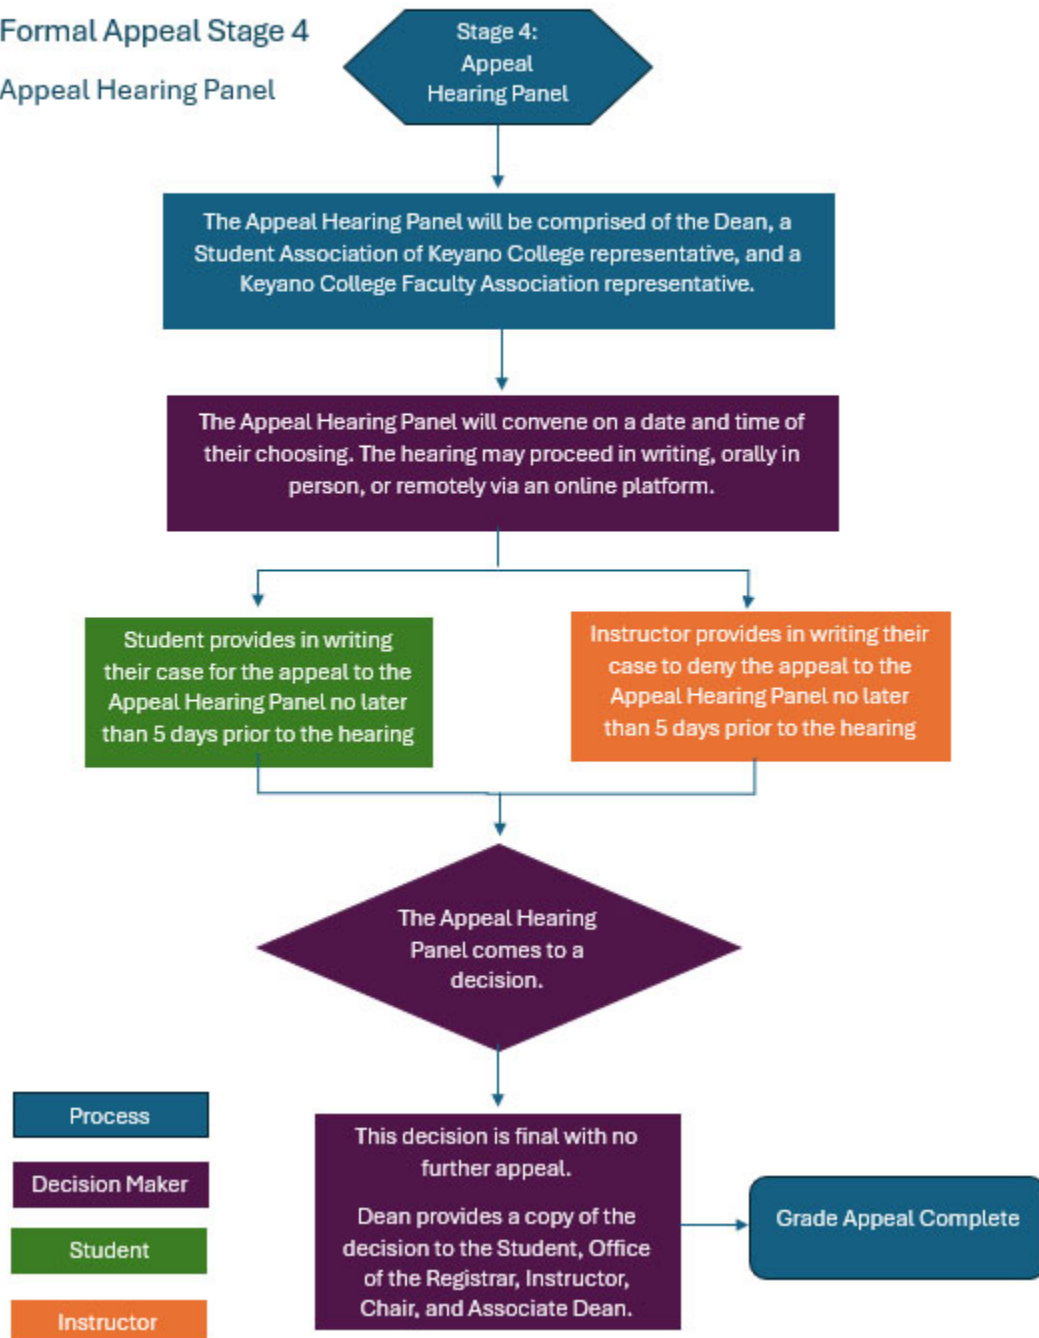 Formal Appeal Stage 4
Appeal Hearing Panel
Stage 4:
Appeal
Hearing Panel
The Appeal Hearing Panel will be comprised of the Dean, a
Student Association of Keyano College representative, and a
Keyano College Faculty Association representative.
The Appeal Hearing Panel will convene on a date and time of
their choosing. The hearing may proceed in writing, orally in
person, or remotely via an online platform.
Student provides in writing
their case for the appeal to the
Appeal Hearing Panel no later
than 5 days prior to the hearing
Instructor provides in writing their
case to deny the appeal to the
Appeal Hearing Panel no later
than 5 days prior to the hearing
The Appeal Hearing
Panel comes to a
decision.
This decision is final with no
further appeal.
Dean provides a copy of the
decision to the Student, Office
of the Registrar, Instructor,
Chair, and Associate Dean.
Grade Appeal Complete
Process
Decision Maker
Student
Instructor